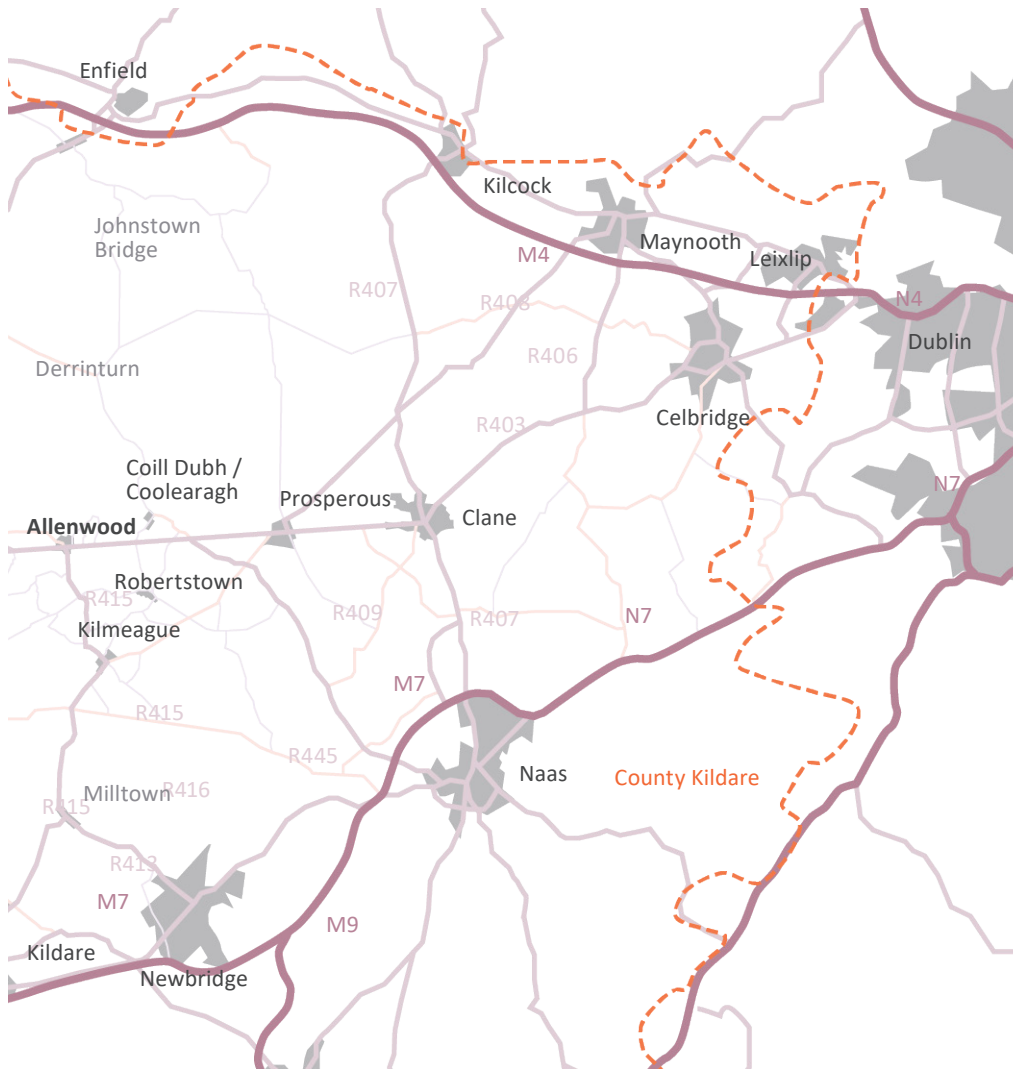 Enfield
Kilcock
Johnstown
Bridge
Maynooth
M4
Leixlip
R407
R408
N4
Dublin
R406
Derrinturn
Celbridge
R403
Coill Dubh /
Coolearagh
Prosperous
N7
Clane
Allenwood
Robertstown
R415
R409
R407
N7
Kilmeague
M7
R415
R445
Naas
County Kildare
Milltown
R416
R415
R413
M7
M9
Kildare
Newbridge